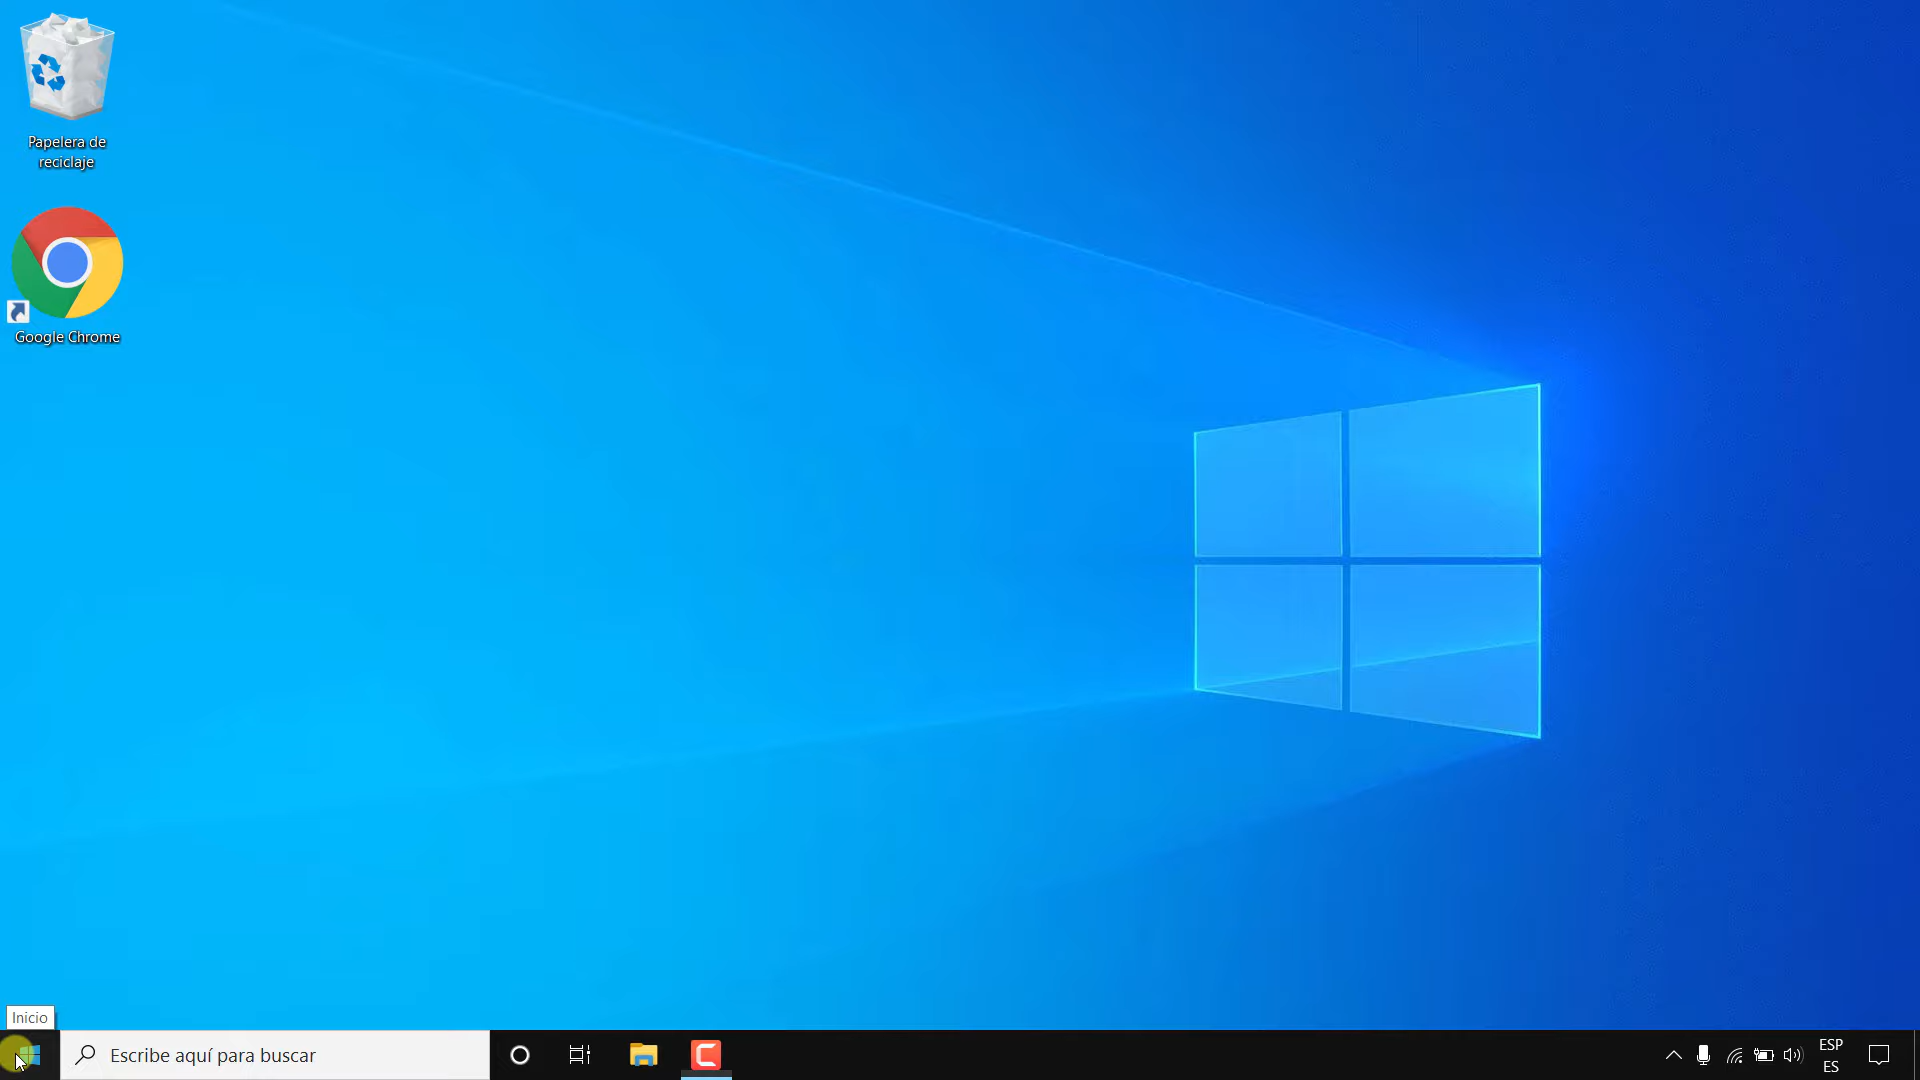 Papelera de
reciclaje
Google Chrome
Inicio
Escribe aquí para buscar
ESP
ES